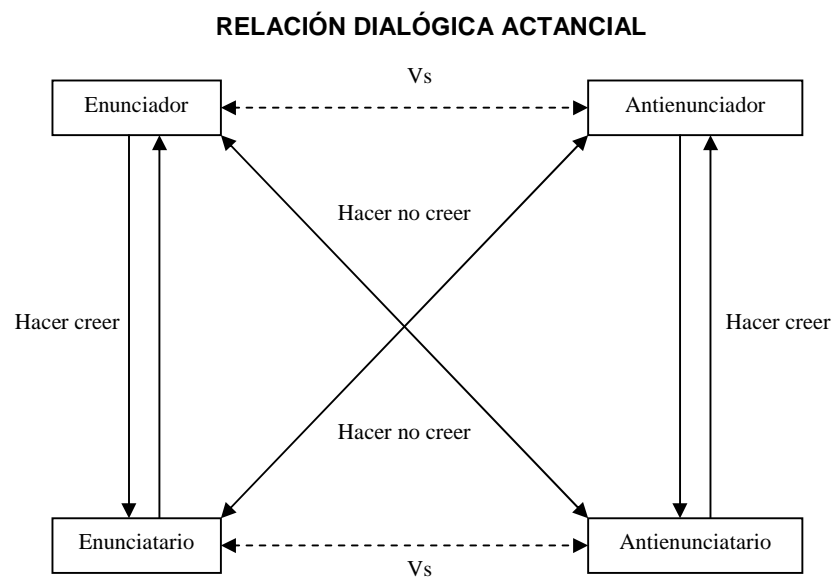 RELACIÓN DIALÓGICA ACTANCIAL
Vs
Enunciador
Antienunciador
Hacer no creer
Hacer creer
Hacer creer
Hacer no creer
Enunciatario
Antienunciatario
Vs